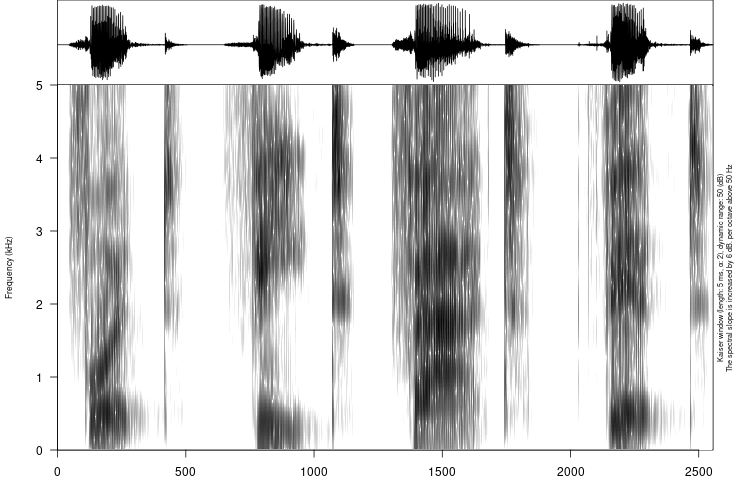 5
4
3
2
1
0
Frequency (kHz)
0 500 1000 1500 2000 2500
Kaiser window (length: 5 ms, α: 2), dynamic range: 50 (dB)
The spectral slope is increased by 6 dB per octave above 50 Hz